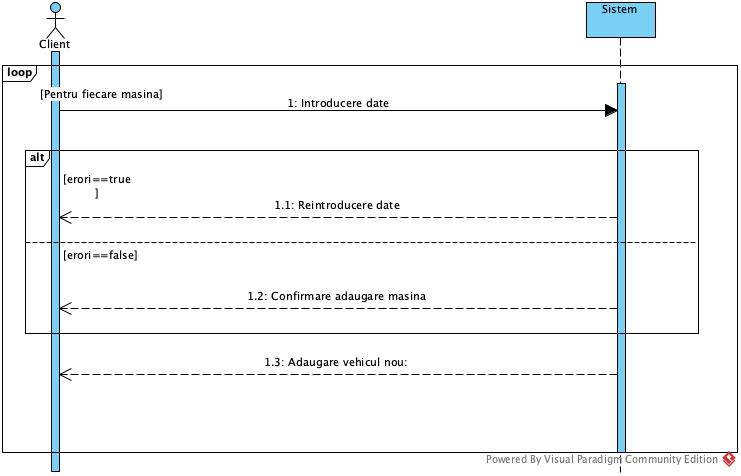 Client
Sistem
loop
[Pentru fiecare masina]
1: Introducere date
alt
[erori==true
]
1.1: Reintroducere date
[erori==false]
1.2: Confirmare adaugare masina
1.3: Adaugare vehicul nou:
Powered By Visual Paradigm Community Edition